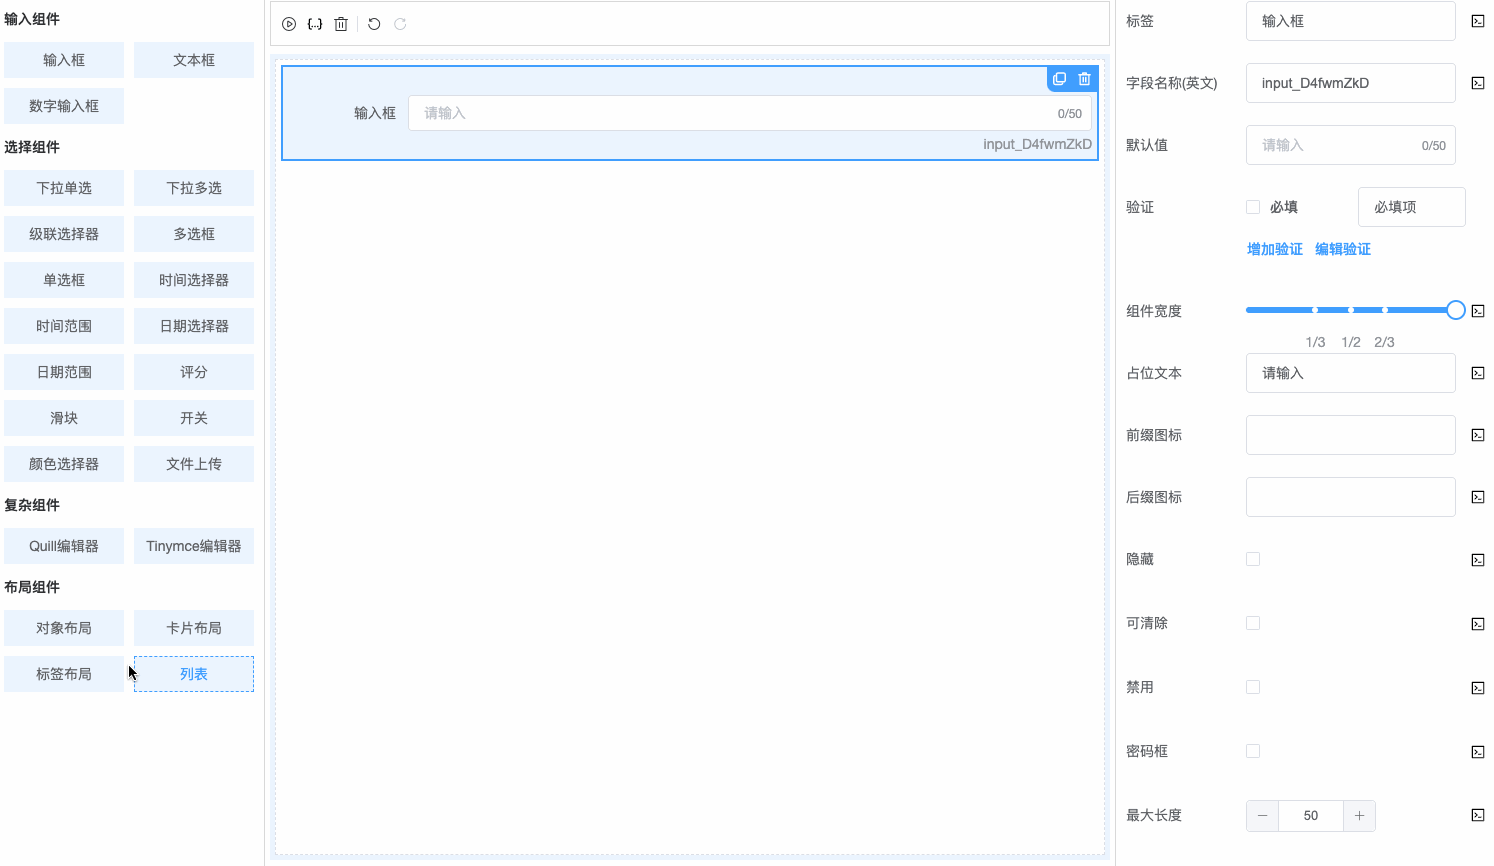 输入组件
输入框 文本框
数字输入框
选择组件
下拉单选 下拉多选
级联选择器 多选框
单选框 时间选择器
时间范围 日期选择器
日期范围 评分
滑块 开关
颜色选择器 文件上传
复杂组件
Quill编辑器 Tinymce编辑器
布局组件
对象布局 卡片布局
标签布局 列表
{..}
输入框 请输入 0/50
input_D4fwmZkD
标签 输入框
字段名称(英文) input_D4fwmZkD
默认值 请输入 0/50
验证 必填 必填项
增加验证 编辑验证
组件宽度
1/3 1/2 2/3
占位文本 请输入
前缀图标
后缀图标
隐藏
可清除
禁用
密码框
最大长度 50